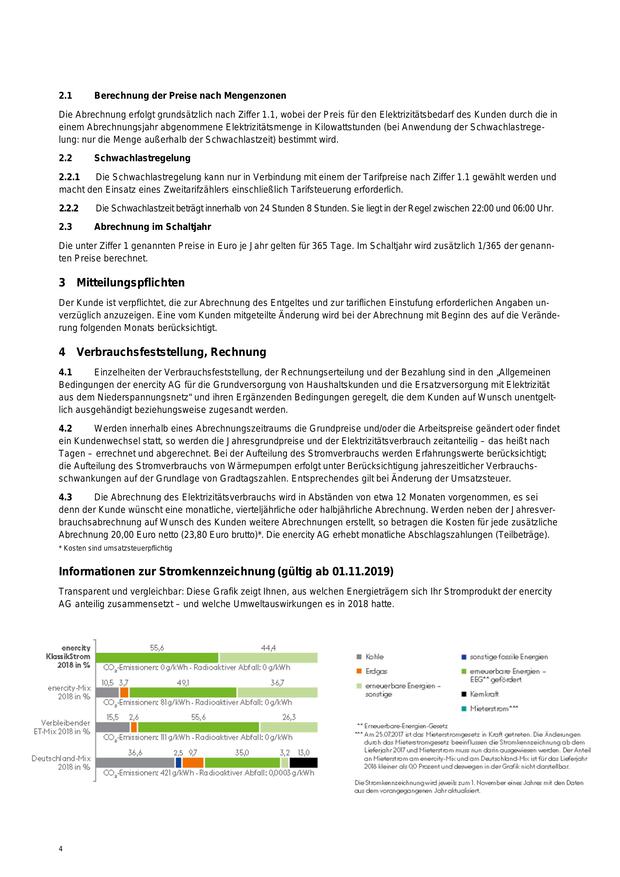 2.1 Berechnung der Preise nach Mengenzonen
Die Abrechnung erfolgt grundsätzlich nach Ziffer 1.1, wobei der Preis für den Elektrizitätsbedarf des Kunden durch die in
einem Abrechnungsjahr abgenommene Elektrizitätsmenge in Kilowattstunden (bei Anwendung der Schwachlastrege-
lung: nur die Menge außerhalb der Schwachlastzeit) bestimmt wird.
2.2 Schwachlastregelung
2.2.1 Die Schwachlastregelung kann nur in Verbindung mit einem der Tarifpreise nach Ziffer 1.1 gewählt werden und
macht den Einsatz eines Zweitarifzählers einschließlich Tarifsteuerung erforderlich.
2.2.2 Die Schwachlastzeit beträgt innerhalb von 24 Stunden 8 Stunden. Sie liegt in der Regel zwischen 22:00 und 06:00 Uhr.
2.3 Abrechnung im Schaltjahr
Die unter Ziffer 1 genannten Preise in Euro je Jahr gelten für 365 Tage. Im Schaltjahr wird zusätzlich 1/365 der genann-
ten Preise berechnet.
3 Mitteilungspflichten
Der Kunde ist verpflichtet, die zur Abrechnung des Entgeltes und zur tariflichen Einstufung erforderlichen Angaben un-
verzüglich anzuzeigen. Eine vom Kunden mitgeteilte Änderung wird bei der Abrechnung mit Beginn des auf die Verände-
rung folgenden Monats berücksichtigt.
4 Verbrauchsfeststellung, Rechnung
4.1 Einzelheiten der Verbrauchsfeststellung, der Rechnungserteilung und der Bezahlung sind in den „Allgemeinen
Bedingungen der enercity AG für die Grundversorgung von Haushaltskunden und die Ersatzversorgung mit Elektrizität
aus dem Niederspannungsnetz" und ihren Ergänzenden Bedingungen geregelt, die dem Kunden auf Wunsch unentgelt-
lich ausgehändigt beziehungsweise zugesandt werden.
4.2 Werden innerhalb eines Abrechnungszeitraums die Grundpreise und/oder die Arbeitspreise geändert oder findet
ein Kundenwechsel statt, so werden die Jahresgrundpreise und der Elektrizitätsverbrauch zeitanteilig – das heißt nach
Tagen – errechnet und abgerechnet. Bei der Aufteilung des Stromverbrauchs werden Erfahrungswerte berücksichtigt;
die Aufteilung des Stromverbrauchs von Wärmepumpen erfolgt unter Berücksichtigung jahreszeitlicher Verbrauchs-
schwankungen auf der Grundlage von Gradtagszahlen. Entsprechendes gilt bei Änderung der Umsatzsteuer.
4.3 Die Abrechnung des Elektrizitätsverbrauchs wird in Abständen von etwa 12 Monaten vorgenommen, es sei
denn der Kunde wünscht eine monatliche, vierteljährliche oder halbjährliche Abrechnung. Werden neben der Jahresver-
brauchsabrechnung auf Wunsch des Kunden weitere Abrechnungen erstellt, so betragen die Kosten für jede zusätzliche
Abrechnung 20,00 Euro netto (23,80 Euro brutto)*. Die enercity AG erhebt monatliche Abschlagszahlungen (Teilbeträge).
* Kosten sind umsatzsteuerpflichtig
Informationen zur Stromkennzeichnung (gültig ab 01.11.2019)
Transparent und vergleichbar: Diese Grafik zeigt Ihnen, aus welchen Energieträgern sich Ihr Stromprodukt der enercity
AG anteilig zusammensetzt – und welche Umweltauswirkungen es in 2018 hatte.
enercity
KlassikStrom
2018 in %
55,6 44,4
CO2-Emissionen: 0 g/kWh - Radioaktiver Abfall: 0 g/kWh
enercity-Mix
2018 in %
10,5 3,7 49,1 36,7
CO2-Emissionen: 81 g/kWh - Radioaktiver Abfall: 0 g/kWh
Verbleibender
ET-Mix 2018 in %
15,5 2,6 55,6 26,3
CO2-Emissionen: 111 g/kWh - Radioaktiver Abfall: 0 g/kWh
Deutschland-Mix
2018 in %
36,6 2,5 9,7 35,0 3,2 13,0
CO2-Emissionen: 421 g/kWh - Radioaktiver Abfall: 0,0003 g/kWh
Kohle
Erdgas
erneuerbare Energien –
sonstige
sonstige fossile Energien
erneuerbare Energien –
EEG** gefördert
Kernkraft
Mieterstrom***
** Erneuerbare-Energien-Gesetz
*** Am 25.07.2017 ist das Mieterstromgesetz in Kraft getreten. Die Änderungen
durch das Mieterstromgesetz beeinflussen die Stromkennzeichnung ab dem
Lieferjahr 2017 und Mieterstrom muss nun darin ausgewiesen werden. Der Anteil
an Mieterstrom am enercity-Mix und am Deutschland-Mix ist für das Lieferjahr
2018 kleiner als 0,0 Prozent und deswegen in der Grafik nicht darstellbar.
Die Stromkennzeichnung wird jeweils zum 1. November eines Jahres mit den Daten
aus dem vorangegangenen Jahr aktualisiert.
4